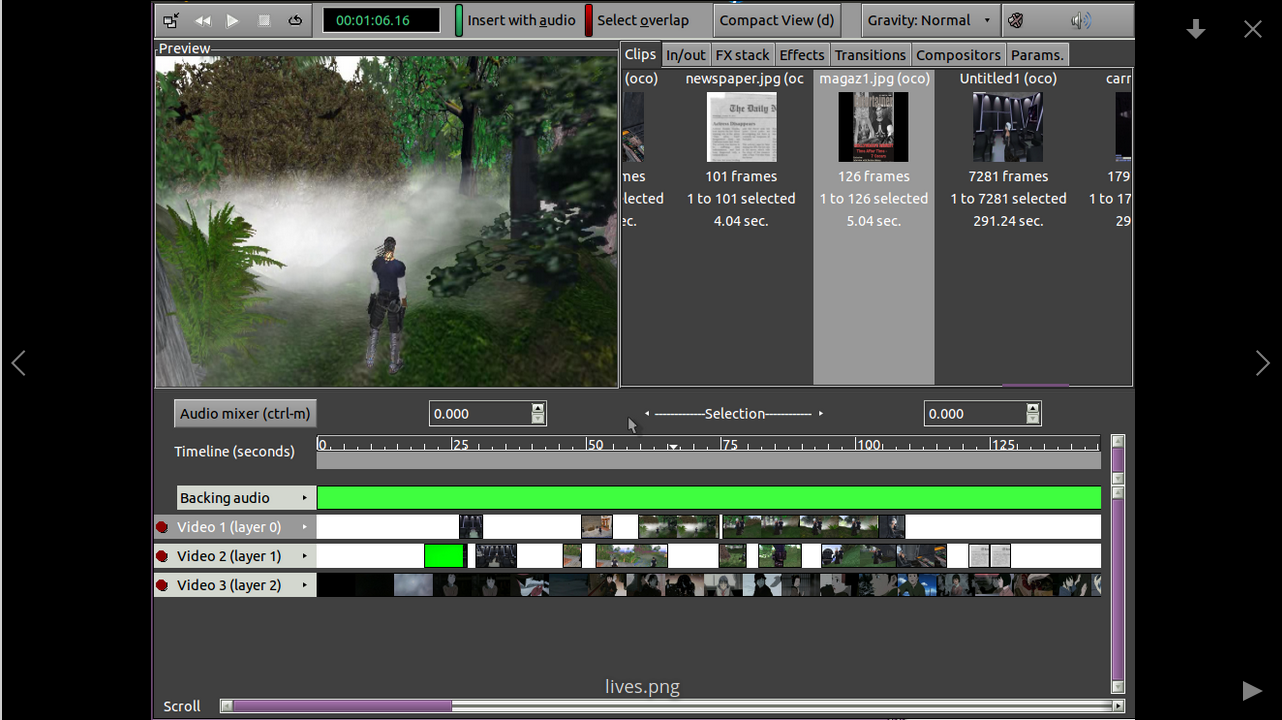 00:01:06.16 Insert with audio Select overlap Compact View (d) Gravity: Normal
Preview
Clips In/out FX stack Effects Transitions Compositors Params.
(oco) newspaper.jpg (oc magaz1.jpg (oco) Untitled1 (oco) carr
The Daily N
Actress Disappears
mes 101 frames 126 frames 7281 frames 179
lected 1 to 101 selected 1 to 126 selected 1 to 7281 selected 1 to 17
ec. 4.04 sec. 5.04 sec. 291.24 sec. 29
Audio mixer (ctrl-m) 0.000 Selection 0.000
Timeline (seconds) 0 25 50 75 100 125
Backing audio
Video 1 (layer 0)
Video 2 (layer 1)
Video 3 (layer 2)
lives.png
Scroll